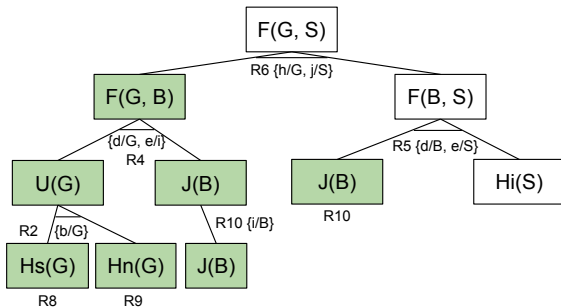 F(G, S)
R6 {h/G, j/S}
F(G, B)
F(B, S)
{d/G, e/i}
R4
R5 {d/B, e/S}
U(G)
J(B)
J(B)
Hi(S)
R10
R2
{b/G}
R10 {i/B}
Hs(G)
Hn(G)
J(B)
R8
R9